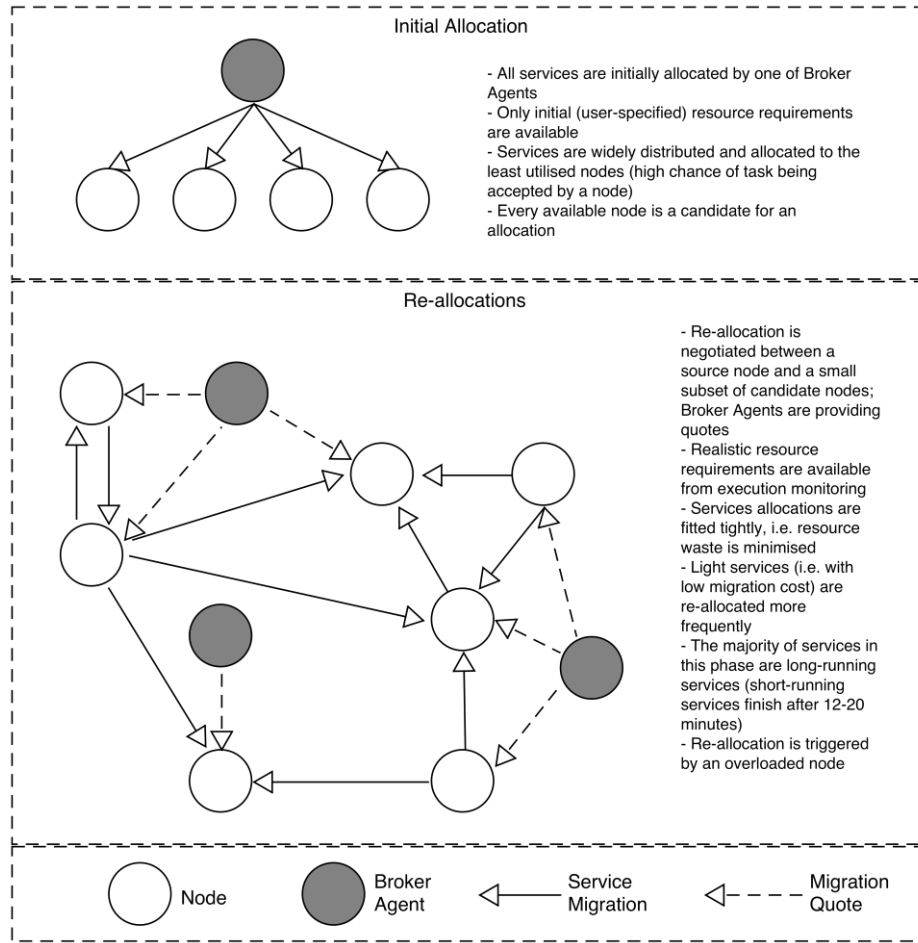 Initial Allocation
- All services are initially allocated by one of Broker
Agents
- Only initial (user-specified) resource requirements
are available
- Services are widely distributed and allocated to the
least utilised nodes (high chance of task being
accepted by a node)
- Every available node is a candidate for an
allocation
Re-allocations
- Re-allocation is
negotiated between a
source node and a small
subset of candidate nodes;
Broker Agents are providing
quotes
- Realistic resource
requirements are available
from execution monitoring
- Services allocations are
fitted tightly, i.e. resource
waste is minimised
- Light services (i.e. with
low migration cost) are
re-allocated more
frequently
- The majority of services in
this phase are long-running
services (short-running
services finish after 12-20
minutes)
- Re-allocation is triggered
by an overloaded node
Node
Broker
Agent
Service
Migration
Migration
Quote